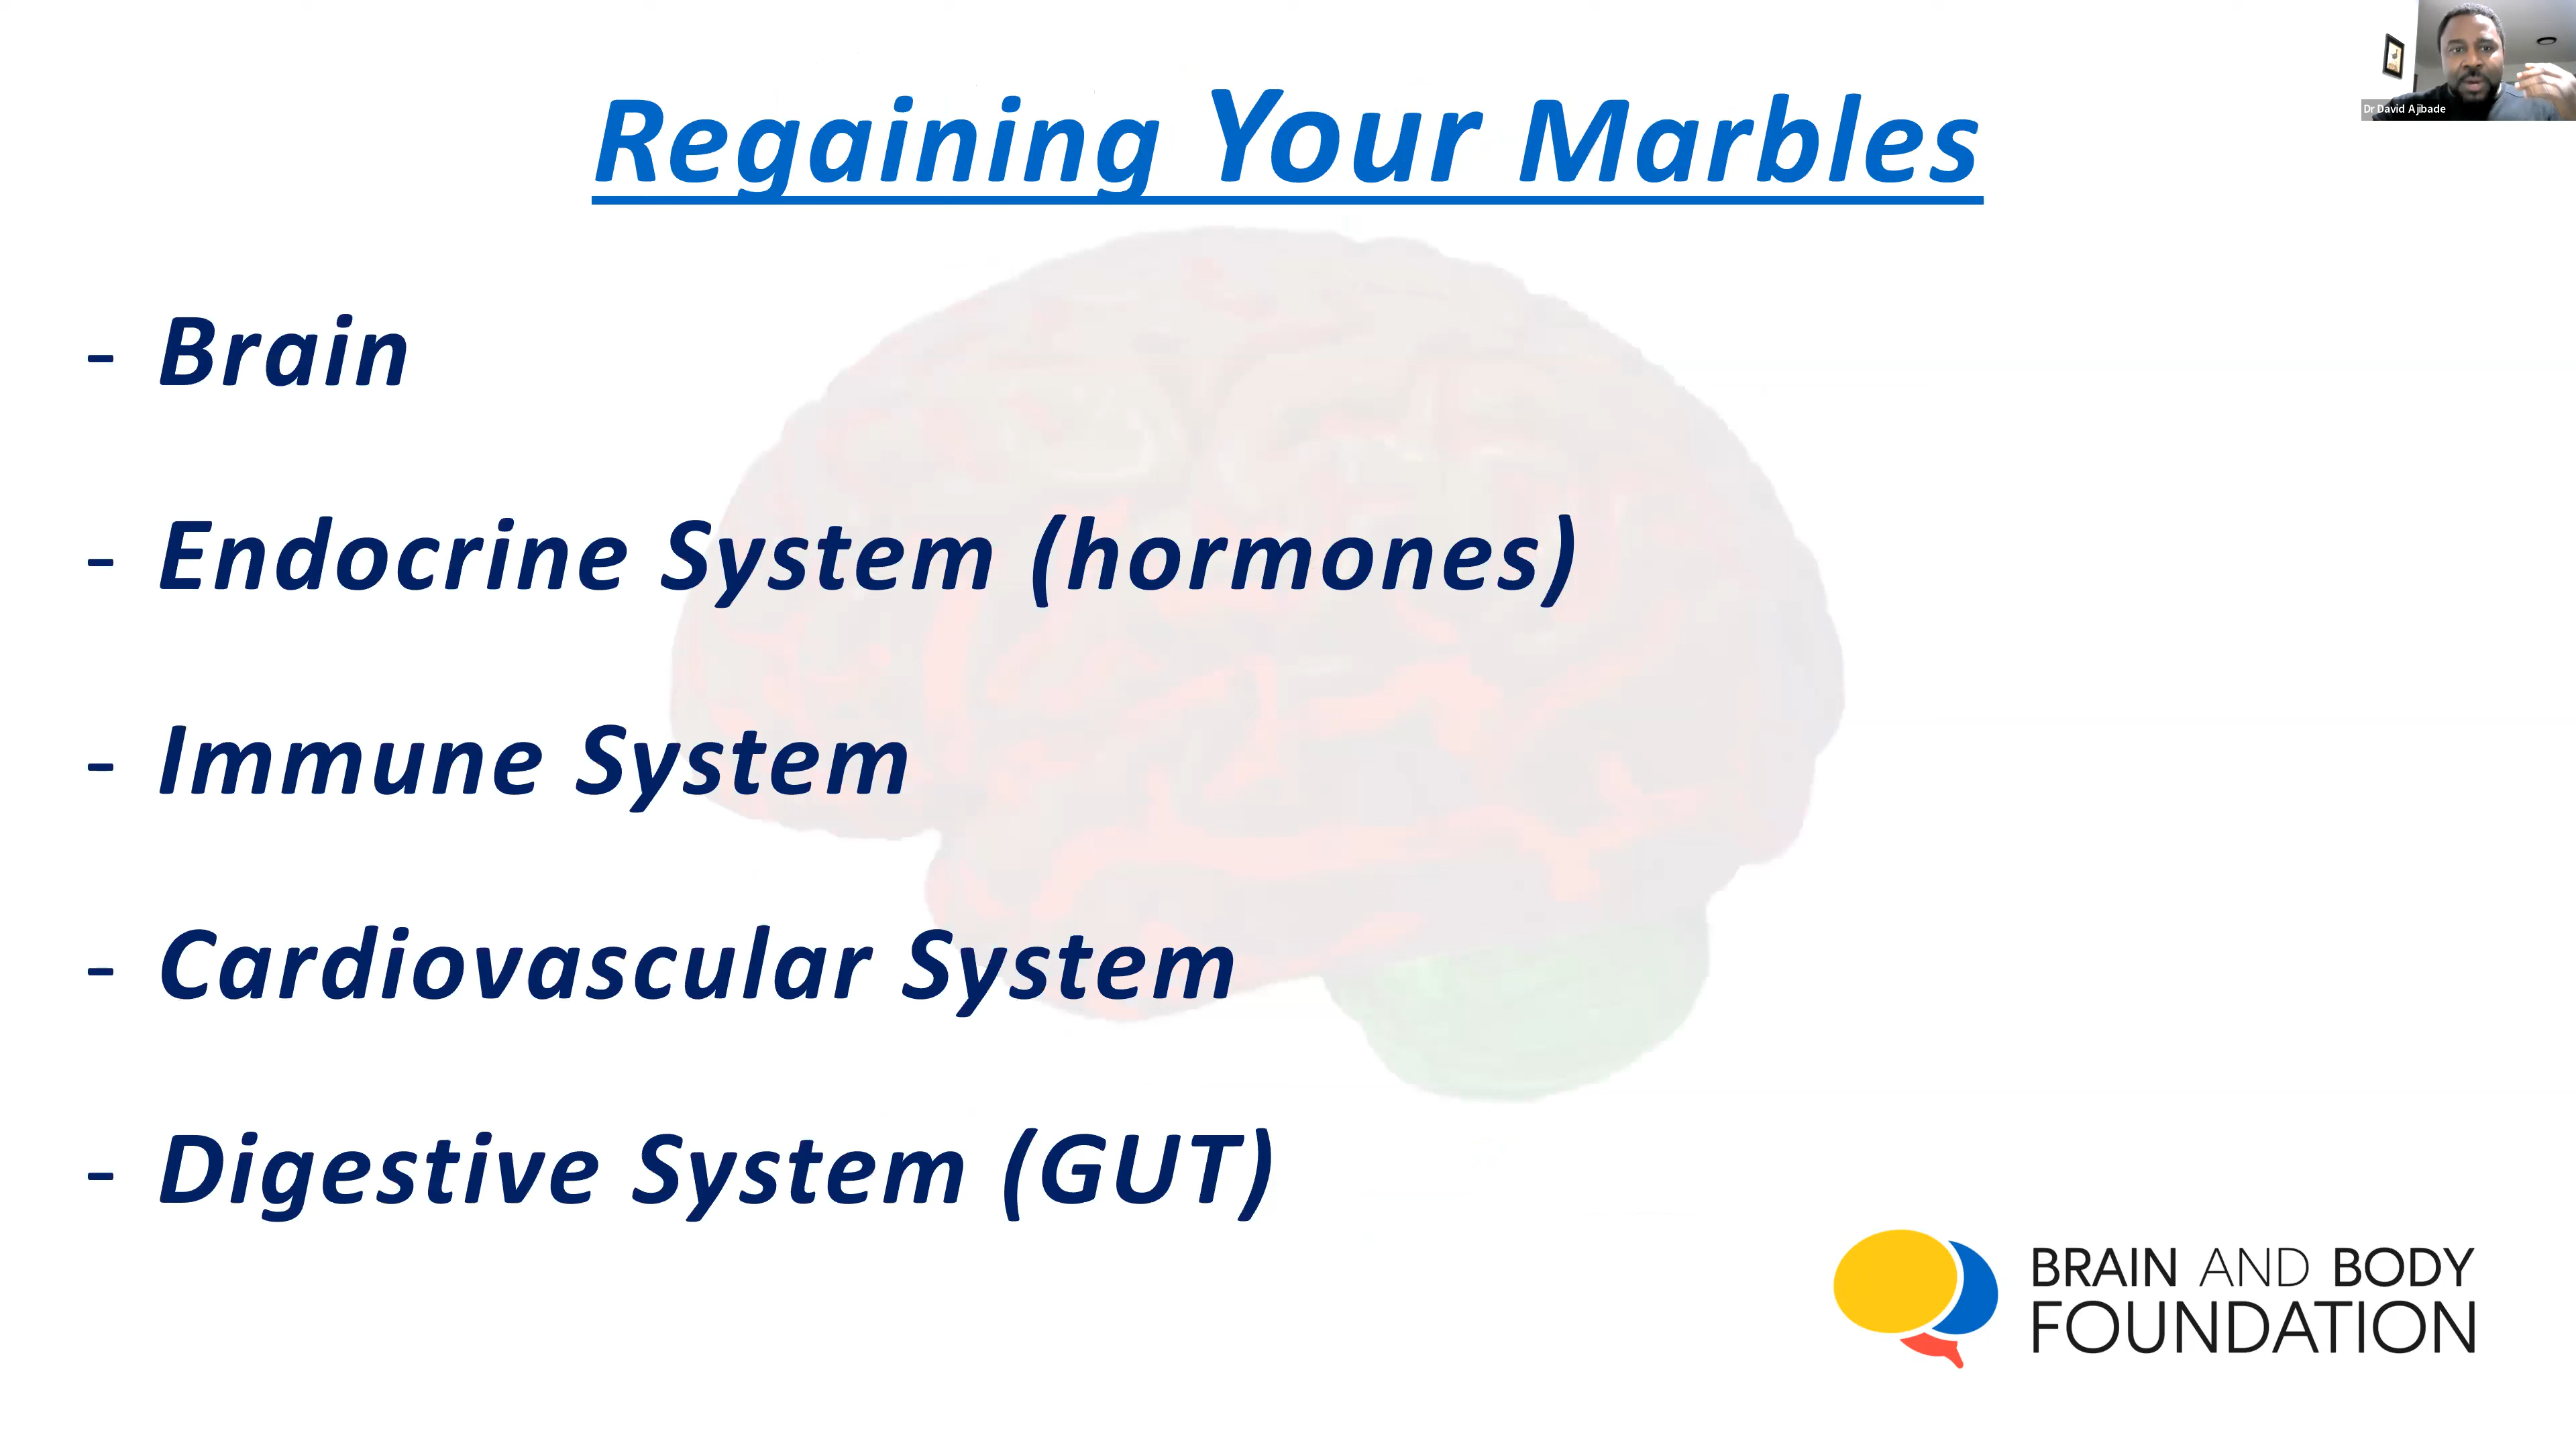 Dr David Ajibade
Regaining Your Marbles
- Brain
- Endocrine System (hormones)
- Immune System
- Cardiovascular System
- Digestive System (GUT)
BRAIN AND BODY
FOUNDATION